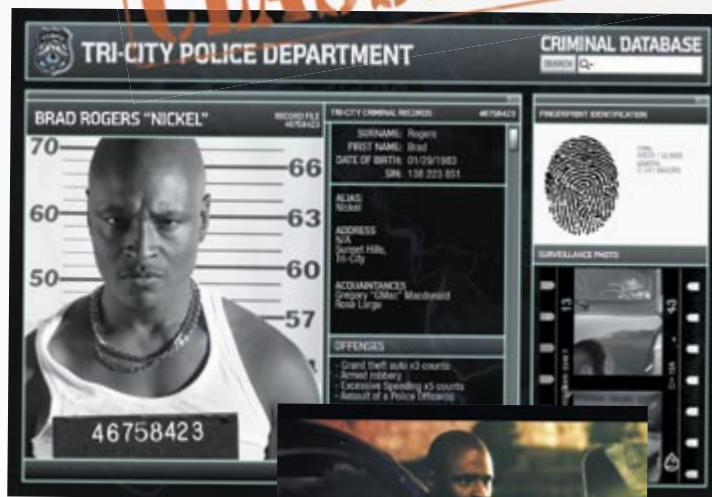 CLASS
TRI-CITY POLICE DEPARTMENT
CRIMINAL DATABASE
SEARCH Q-
BRAD ROGERS "NICKEL"
RECORD FILE
46758423
70
66
60
63
60
50
57
46758423
TRI-CITY CRIMINAL RECORDS 46758423
SURNAME: Rogers
FIRST NAME: Brad
DATE OF BIRTH: 01/29/1983
SIN: 138 223 651
ALIAS:
Nickel
ADDRESS
N/A
Sunset Hills,
Tri-City
ACQUAINTANCES
Gregory "GMac" Macdonald
Rosa Largo
OFFENSES
- Grand theft auto x3 counts
- Armed robbery
- Excessive Speeding x5 counts
- Assault of a Police Officer(s)
FINGERPRINT IDENTIFICATION
SURVEILLANCE PHOTO
13
43